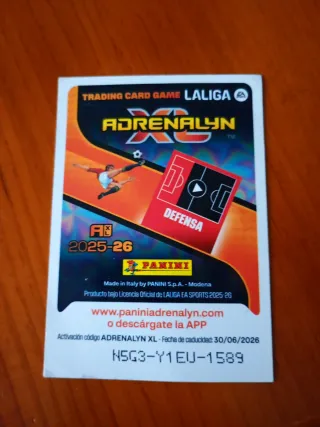 TRADING CARD GAME LALIGA
ADRENALYN
XL
TM
DEFENSA
A XL
2025-26
PANINI
Made in Italy by PANINI S.p.A. - Modena
Producto bajo Licencia Oficial de LALIGA EA SPORTS 2025-26
www.paniniadrenalyn.com
o descárgate la APP
Activación código ADRENALYN XL - Fecha de caducidad: 30/06/2026
N5G3-Y1EU-1589